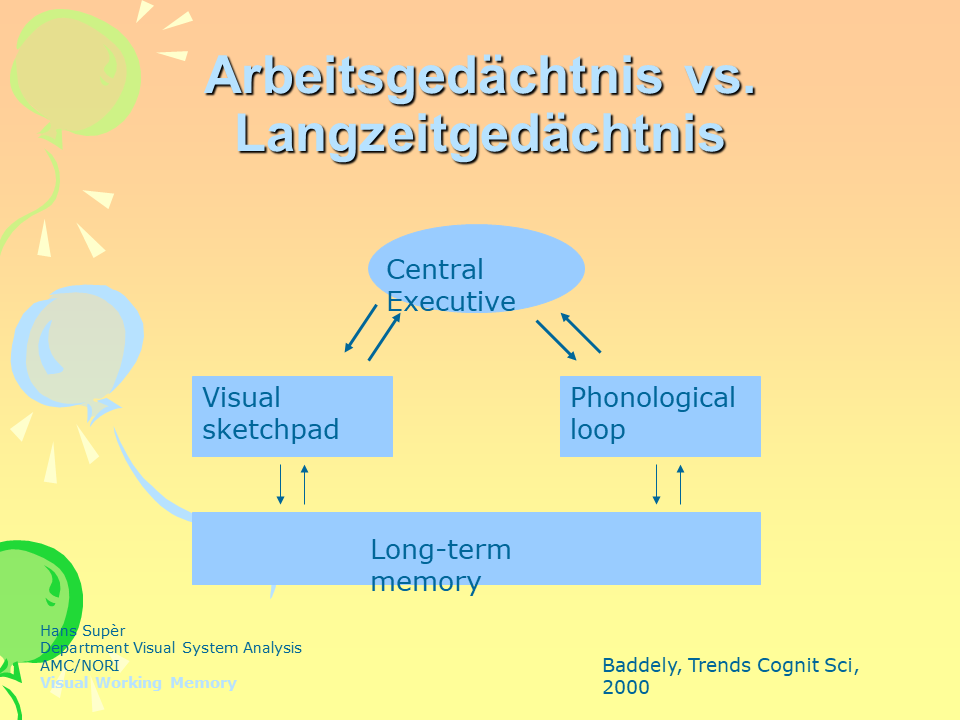 Arbeitsgedächtnis vs.
Langzeitgedächtnis
Central
Executive
Visual
sketchpad
Phonological
loop
Long-term
memory
Hans Supèr
Department Visual System Analysis
AMC/NORI
Visual Working Memory
Baddely, Trends Cognit Sci,
2000